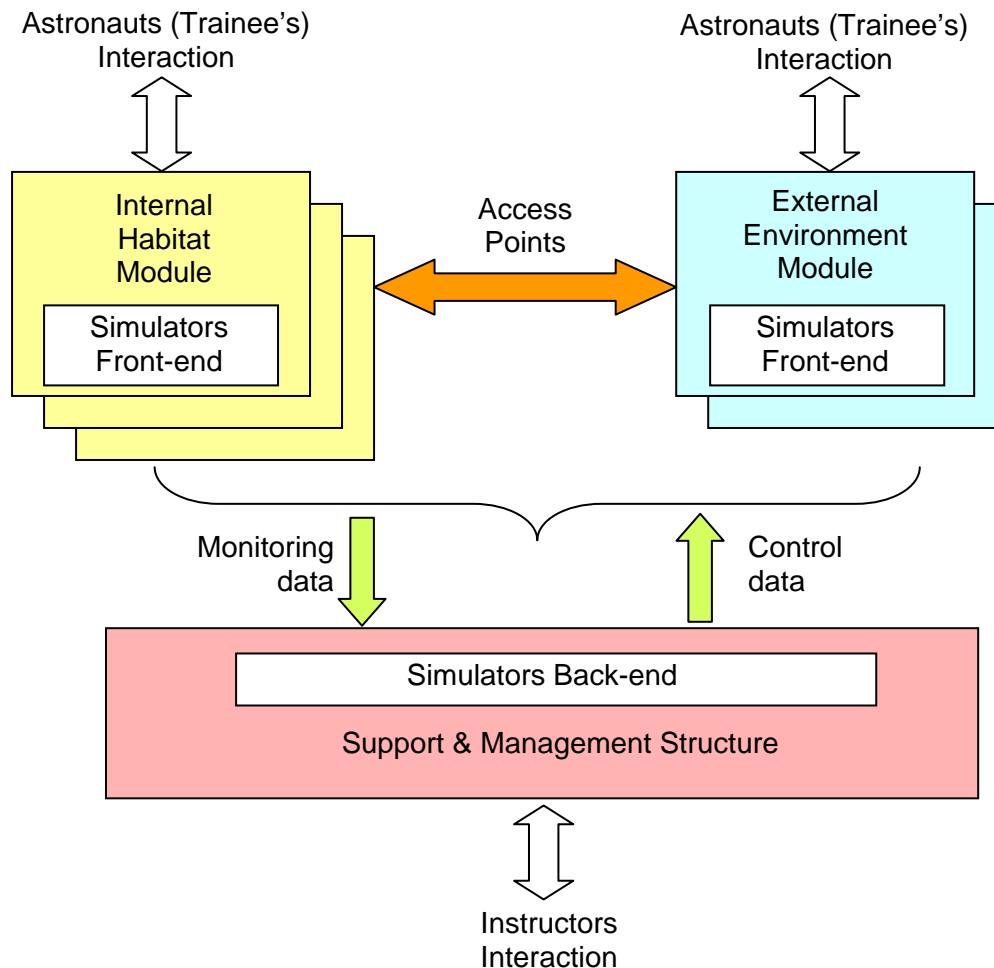 Astronauts (Trainee's)
Interaction
Astronauts (Trainee's)
Interaction
Internal
Habitat
Module
Simulators
Front-end
Access
Points
External
Environment
Module
Simulators
Front-end
Monitoring
data
Control
data
Simulators Back-end
Support & Management Structure
Instructors
Interaction